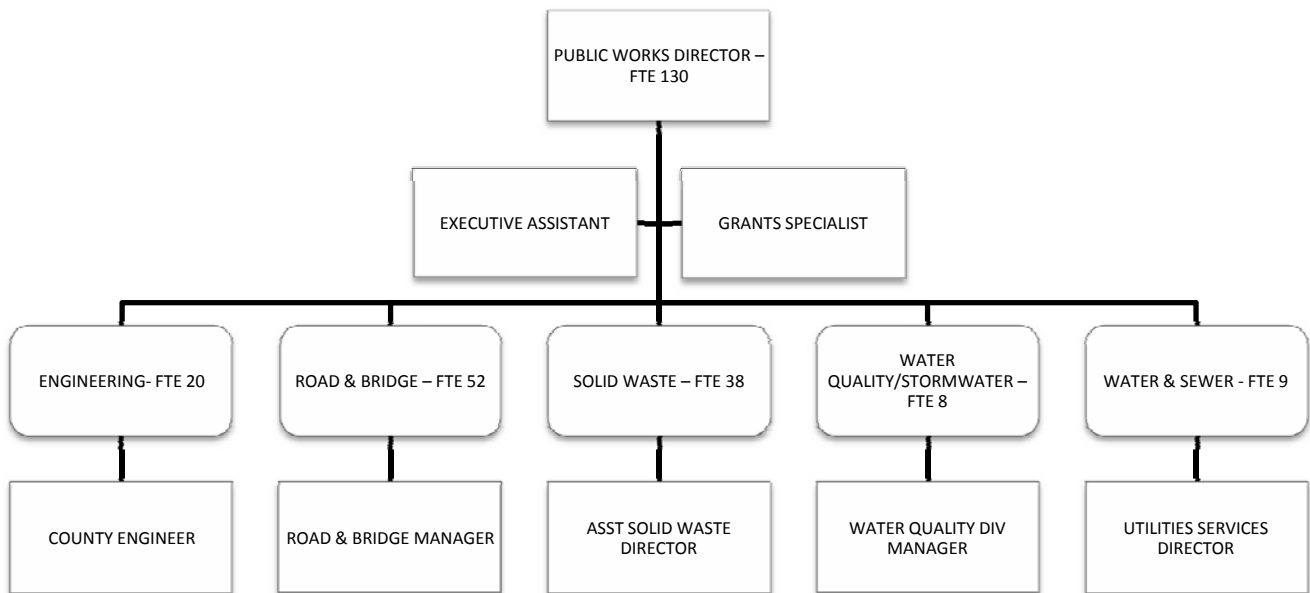 PUBLIC WORKS DIRECTOR –
FTE 130
EXECUTIVE ASSISTANT
GRANTS SPECIALIST
ENGINEERING- FTE 20
ROAD & BRIDGE – FTE 52
SOLID WASTE – FTE 38
WATER
QUALITY/STORMWATER –
FTE 8
WATER & SEWER - FTE 9
COUNTY ENGINEER
ROAD & BRIDGE MANAGER
ASST SOLID WASTE
DIRECTOR
WATER QUALITY DIV
MANAGER
UTILITIES SERVICES
DIRECTOR